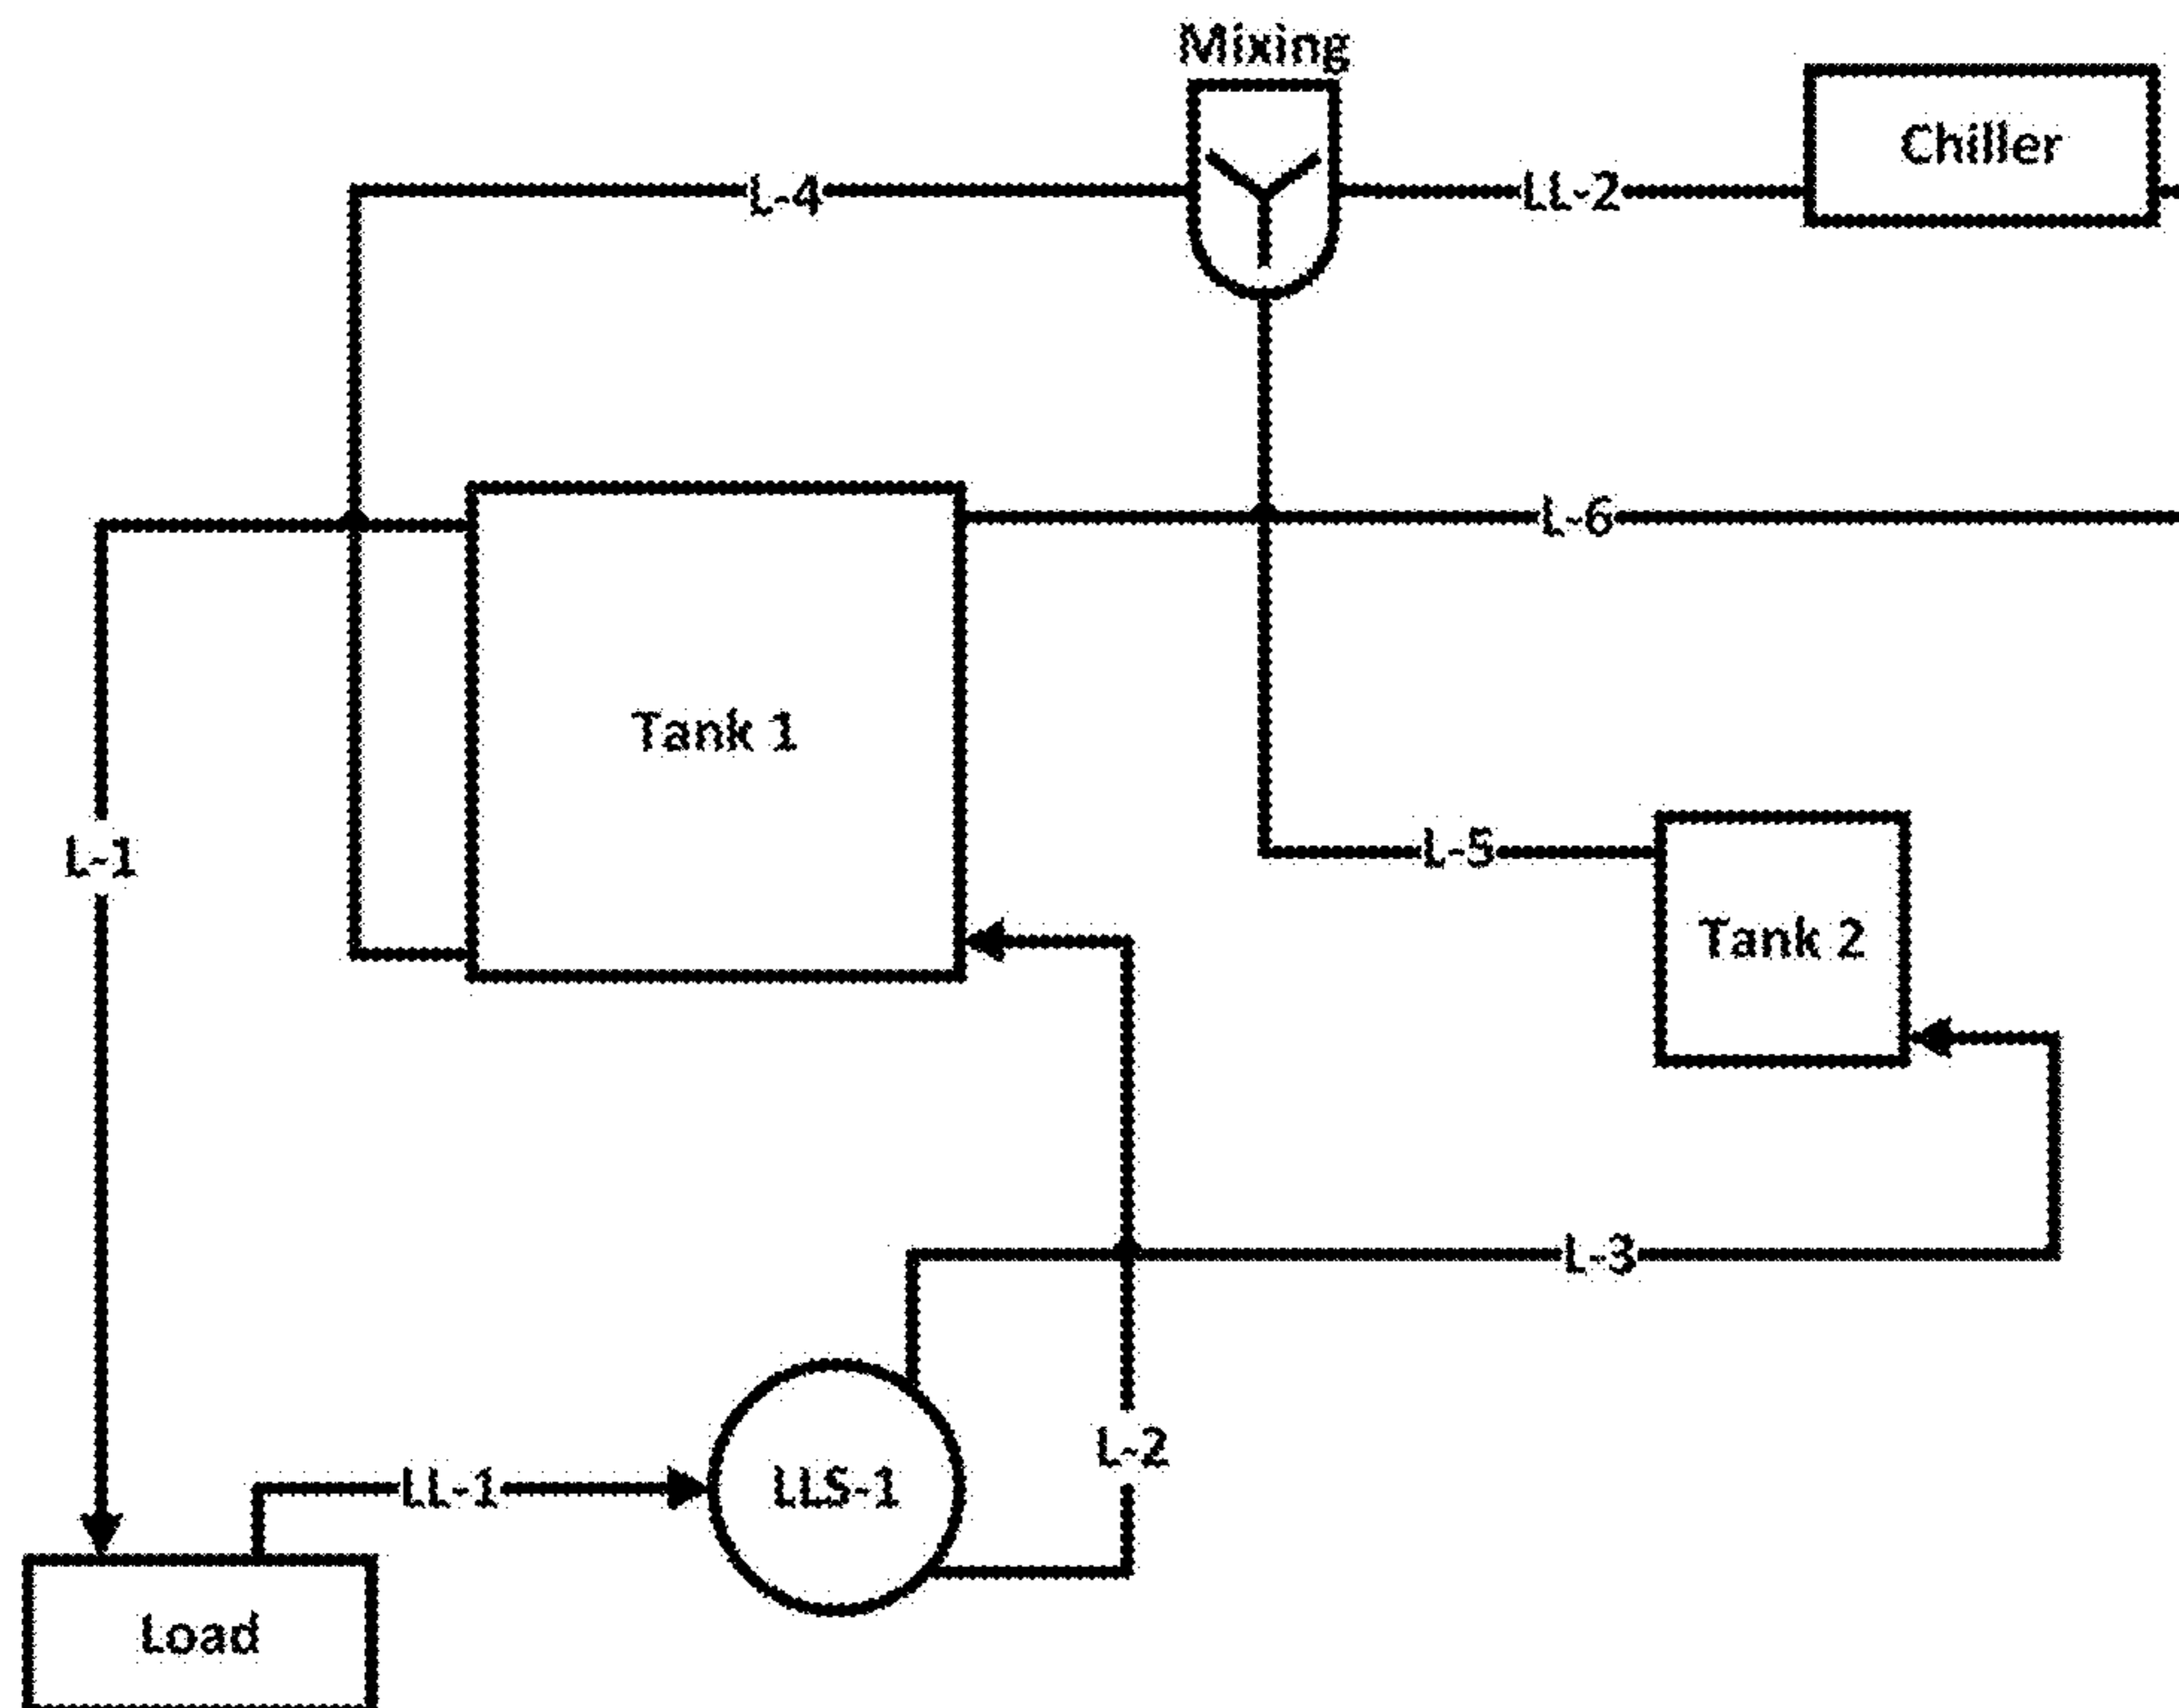 Mixing
Chiller
L-4
LL-2
L-6
Tank 1
L-1
L-5
Tank 2
L-3
L-2
LL-1
LLS-1
Load